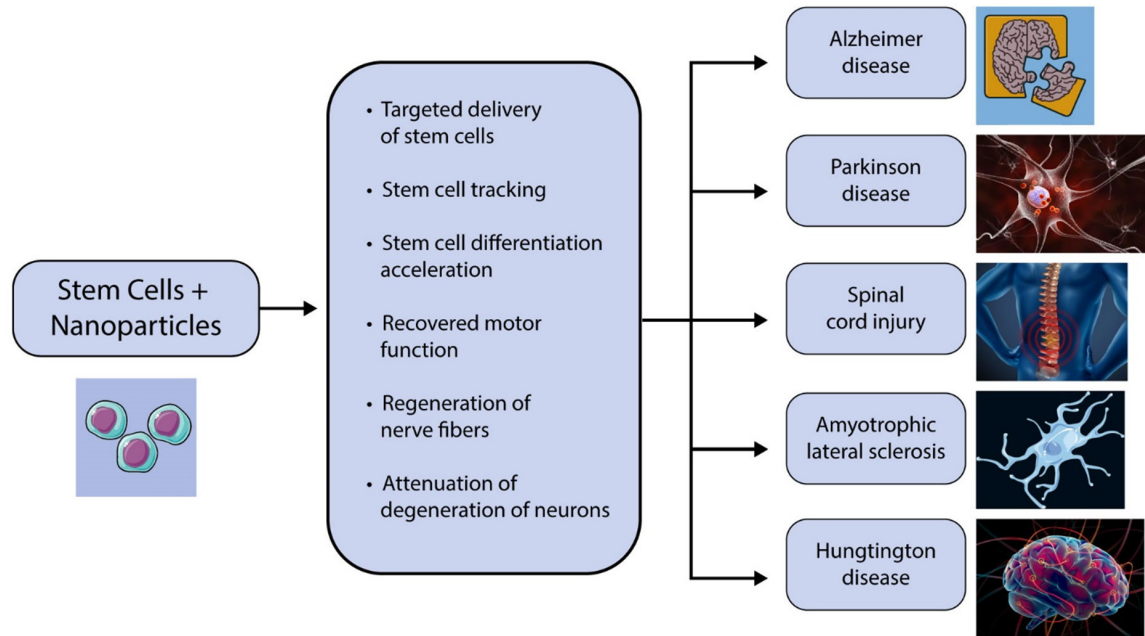 Stem Cells +
Nanoparticles
• Targeted delivery
of stem cells
• Stem cell tracking
• Stem cell differentiation
acceleration
• Recovered motor
function
• Regeneration of
nerve fibers
• Attenuation of
degeneration of neurons
Alzheimer
disease
Parkinson
disease
Spinal
cord injury
Amyotrophic
lateral sclerosis
Hungtington
disease